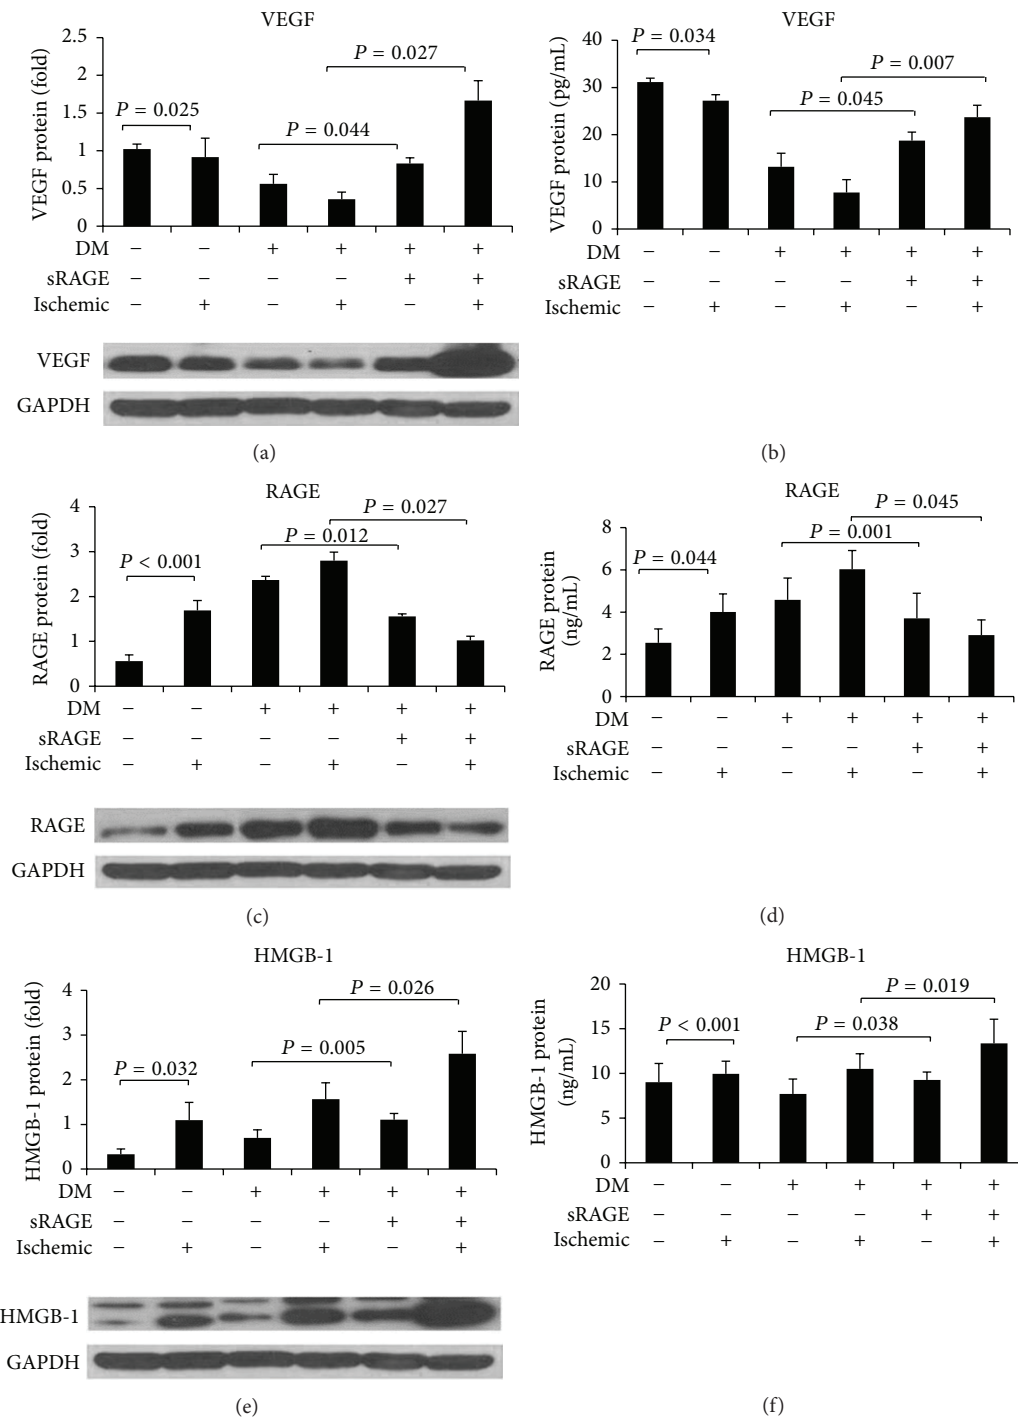 VEGF
VEGF protein (fold)
2.5
2
1.5
1
0.5
0
P = 0.025
P = 0.044
P = 0.027
DM − − + + + +
sRAGE − − − − + +
Ischemic − + − + − +
VEGF
GAPDH
(a)
VEGF
VEGF protein (pg/mL)
40
30
20
10
0
P = 0.034
P = 0.007
P = 0.045
DM − − + + + +
sRAGE − − − − + +
Ischemic − + − + − +
(b)
RAGE
RAGE protein (fold)
4
3
2
1
0
P < 0.001
P = 0.012
P = 0.027
DM − − + + + +
sRAGE − − − − + +
Ischemic − + − + − +
RAGE
GAPDH
(c)
RAGE
RAGE protein
(ng/mL)
8
6
4
2
0
P = 0.044
P = 0.001
P = 0.045
DM − − + + + +
sRAGE − − − − + +
Ischemic − + − + − +
(d)
HMGB-1
HMGB-1 protein (fold)
4
3
2
1
0
P = 0.032
P = 0.005
P = 0.026
DM − − + + + +
sRAGE − − − − + +
Ischemic − + − + − +
HMGB-1
GAPDH
(e)
HMGB-1
HMGB-1 protein
(ng/mL)
20
15
10
5
0
P < 0.001
P = 0.038
P = 0.019
DM − − + + + +
sRAGE − − − − + +
Ischemic − + − + − +
(f)